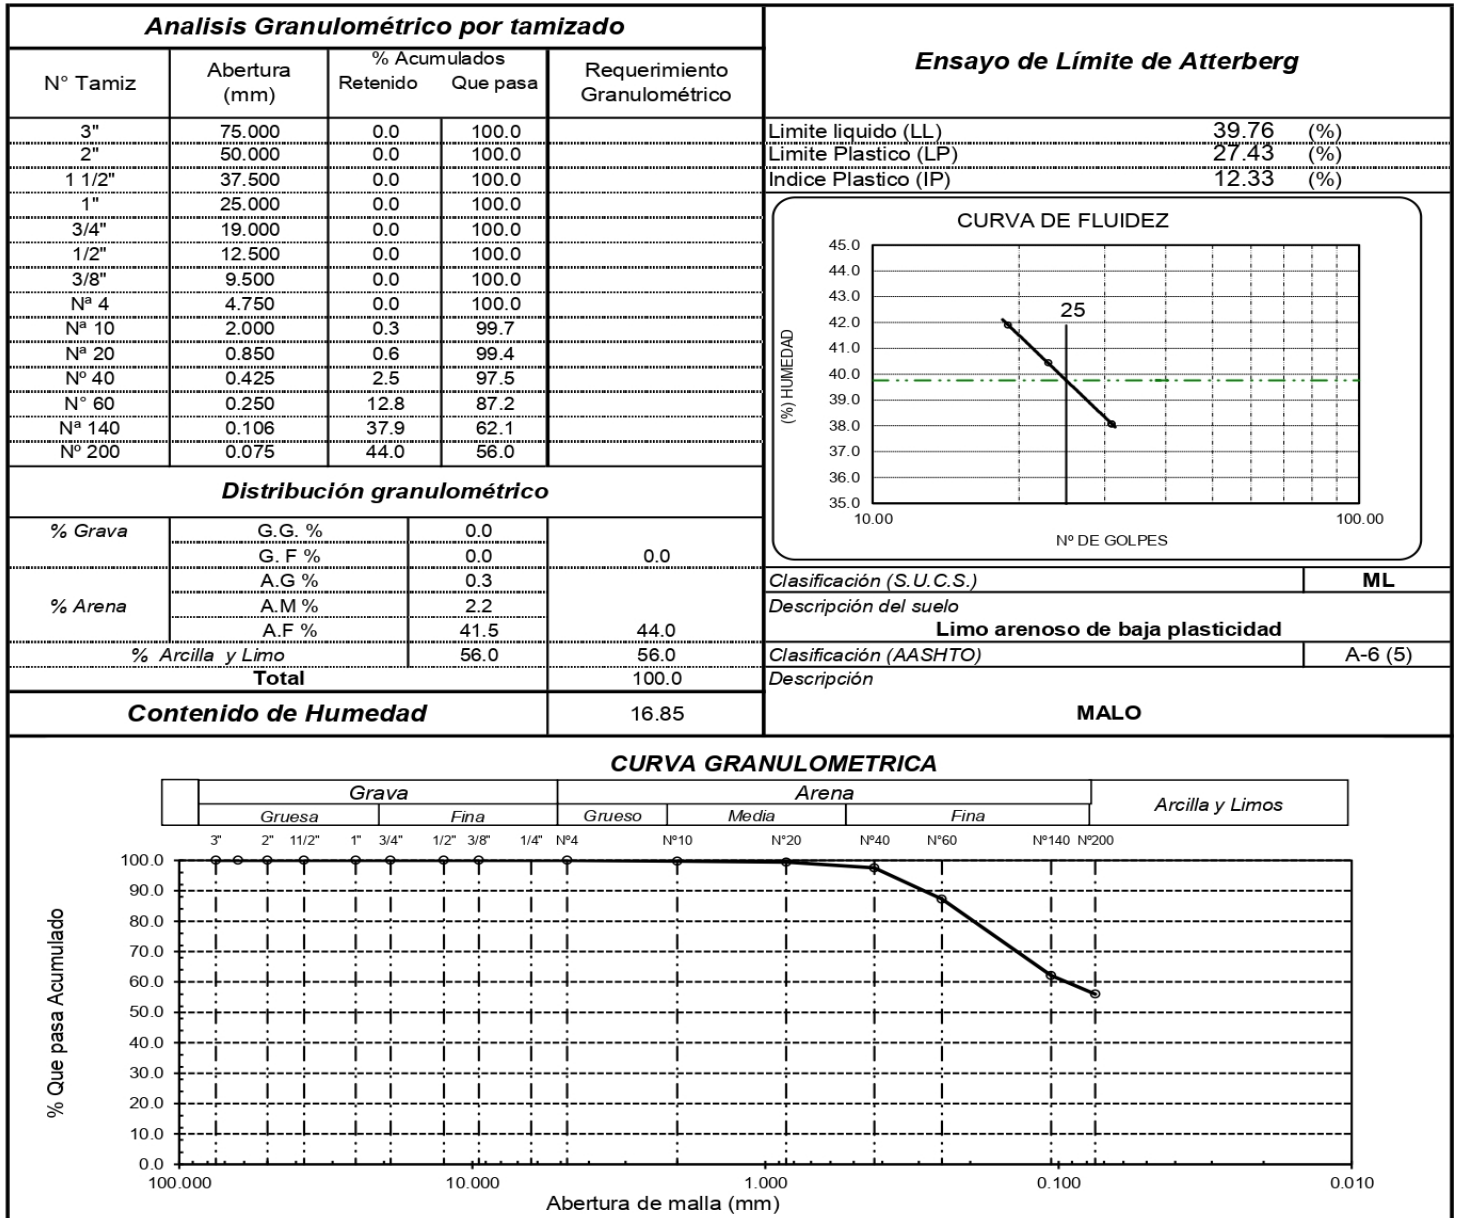 Analisis Granulométrico por tamizado
N° Tamiz Abertura (mm) % Acumulados Retenido Que pasa Requerimiento Granulométrico
3" 75.000 0.0 100.0
2" 50.000 0.0 100.0
1 1/2" 37.500 0.0 100.0
1" 25.000 0.0 100.0
3/4" 19.000 0.0 100.0
1/2" 12.500 0.0 100.0
3/8" 9.500 0.0 100.0
Nª 4 4.750 0.0 100.0
Nª 10 2.000 0.3 99.7
Nª 20 0.850 0.6 99.4
Nº 40 0.425 2.5 97.5
N° 60 0.250 12.8 87.2
Nª 140 0.106 37.9 62.1
Nº 200 0.075 44.0 56.0
Distribución granulométrico
% Grava G.G. % 0.0
G. F % 0.0 0.0
A.G % 0.3
% Arena A.M % 2.2
A.F % 41.5 44.0
% Arcilla y Limo 56.0 56.0
Total 100.0
Contenido de Humedad 16.85
Ensayo de Límite de Atterberg
Limite liquido (LL) 39.76 (%)
Limite Plastico (LP) 27.43 (%)
Indice Plastico (IP) 12.33 (%)
CURVA DE FLUIDEZ
(%) HUMEDAD
45.0
44.0
43.0
42.0
41.0
40.0
39.0
38.0
37.0
36.0
35.0
25
10.00 100.00
Nº DE GOLPES
Clasificación (S.U.C.S.) ML
Descripción del suelo
Limo arenoso de baja plasticidad
Clasificación (AASHTO) A-6 (5)
Descripción
MALO
CURVA GRANULOMETRICA
Grava Arena Arcilla y Limos
Gruesa Fina Grueso Media Fina
3" 2" 11/2" 1" 3/4" 1/2" 3/8" 1/4" Nº4 Nº10 N°20 N°40 N°60 Nº140 Nº200
% Que pasa Acumulado
100.0
90.0
80.0
70.0
60.0
50.0
40.0
30.0
20.0
10.0
0.0
100.000 10.000 1.000 0.100 0.010
Abertura de malla (mm)